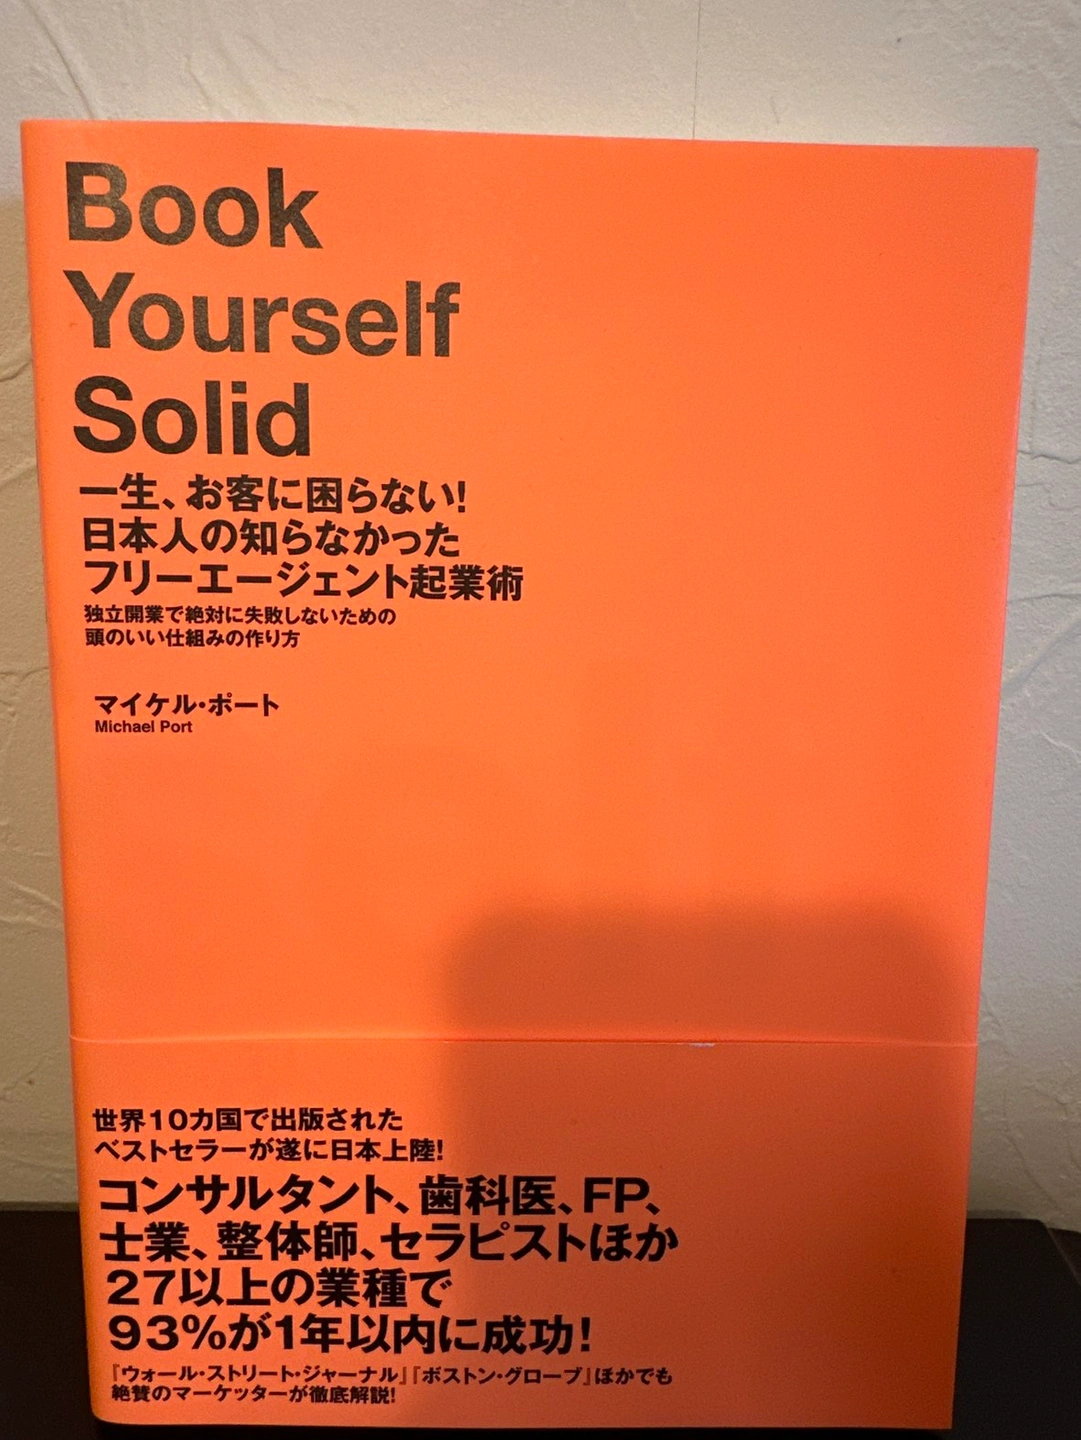 Book
Yourself
Solid
一生、お客に困らない!
日本人の知らなかった
フリーエージェント起業術
独立開業で絶対に失敗しないための
頭のいい仕組みの作り方
マイケル・ポート
Michael Port
世界10カ国で出版された
ベストセラーが遂に日本上陸!
コンサルタント、歯科医、FP、
士業、整体師、セラピストほか
27以上の業種で
93%が1年以内に成功!
『ウォール・ストリート・ジャーナル』『ボストン・グローブ』ほかでも
絶賛のマーケッターが徹底解説!